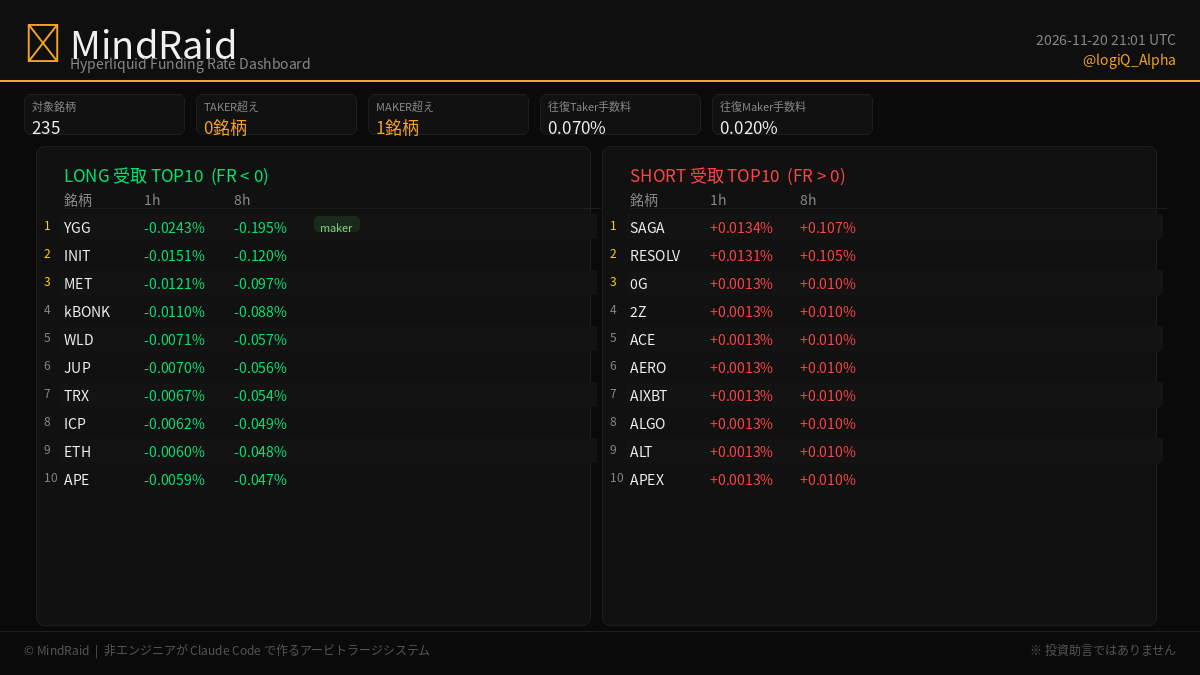 MindRaid
Hyperliquid Funding Rate Dashboard
2026-11-20 21:01 UTC
@logiQ_Alpha
対象銘柄
235
TAKER超え
0銘柄
MAKER超え
1銘柄
往復Taker手数料
0.070%
往復Maker手数料
0.020%
LONG 受取 TOP10 (FR < 0)
銘柄 1h 8h
1 YGG -0.0243% -0.195% maker
2 INIT -0.0151% -0.120%
3 MET -0.0121% -0.097%
4 kBONK -0.0110% -0.088%
5 WLD -0.0071% -0.057%
6 JUP -0.0070% -0.056%
7 TRX -0.0067% -0.054%
8 ICP -0.0062% -0.049%
9 ETH -0.0060% -0.048%
10 APE -0.0059% -0.047%
SHORT 受取 TOP10 (FR > 0)
銘柄 1h 8h
1 SAGA +0.0134% +0.107%
2 RESOLV +0.0131% +0.105%
3 0G +0.0013% +0.010%
4 2Z +0.0013% +0.010%
5 ACE +0.0013% +0.010%
6 AERO +0.0013% +0.010%
7 AIXBT +0.0013% +0.010%
8 ALGO +0.0013% +0.010%
9 ALT +0.0013% +0.010%
10 APEX +0.0013% +0.010%
© MindRaid | 非エンジニアが Claude Code で作るアービトラージシステム
※ 投資助言ではありません